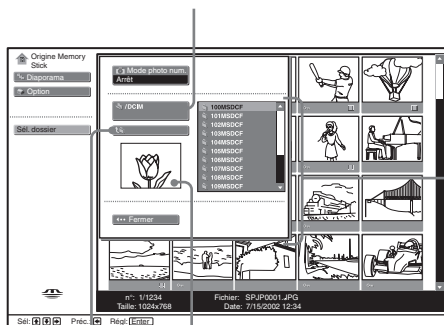 Origine Memory
Stick
Diaporama
Option
Sél. dossier
Mode photo num.
Arrêt
/DCIM
100MSDCF
101MSDCF
102MSDCF
103MSDCF
104MSDCF
105MSDCF
106MSDCF
107MSDCF
108MSDCF
109MSDCF
Fermer
n°: 1/1234
Fichier: SPJP0001.JPG
Taille: 1024x768
Date: 7/15/2002 12:34
Sél: Préc.: Régl: Enter